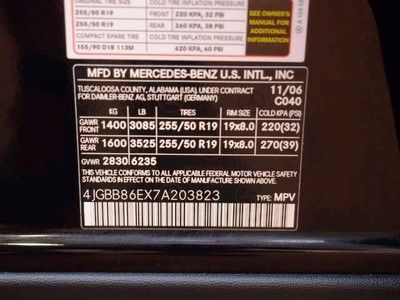 ORIGINAL TIRE SIZE COLD TIRE INFLATION PRESSURE
255/50 R19 220 KPA, 32 PSI
255/50 R19 260 KPA, 38 PSI
COMPACT SPARE TIRE COLD TIRE INFLATION PRESSURE
155/90 D18 113M 420 KPA, 60 PSI
SEE OWNER'S
MANUAL FOR
ADDITIONAL
INFORMATION
MFD BY MERCEDES-BENZ U.S. INTL., INC
TUSCALOOSA COUNTY, ALABAMA (USA), UNDER CONTRACT 11/06
FOR DAIMLER-BENZ AG, STUTTGART (GERMANY) C040
KG LB TIRES RIM SIZE COLD KPA (PSI)
GAWR FRONT 1400 3085 255/50 R19 19x8.0 220(32)
GAWR REAR 1600 3525 255/50 R19 19x8.0 270(39)
GVWR 2830 6235
THIS VEHICLE CONFORMS TO ALL APPLICABLE FEDERAL MOTOR VEHICLE
SAFETY STANDARDS IN EFFECT ON THE DATE OF MANUFACTURE SHOWN ABOVE
4JGBB86EX7A203823 TYPE: MPV